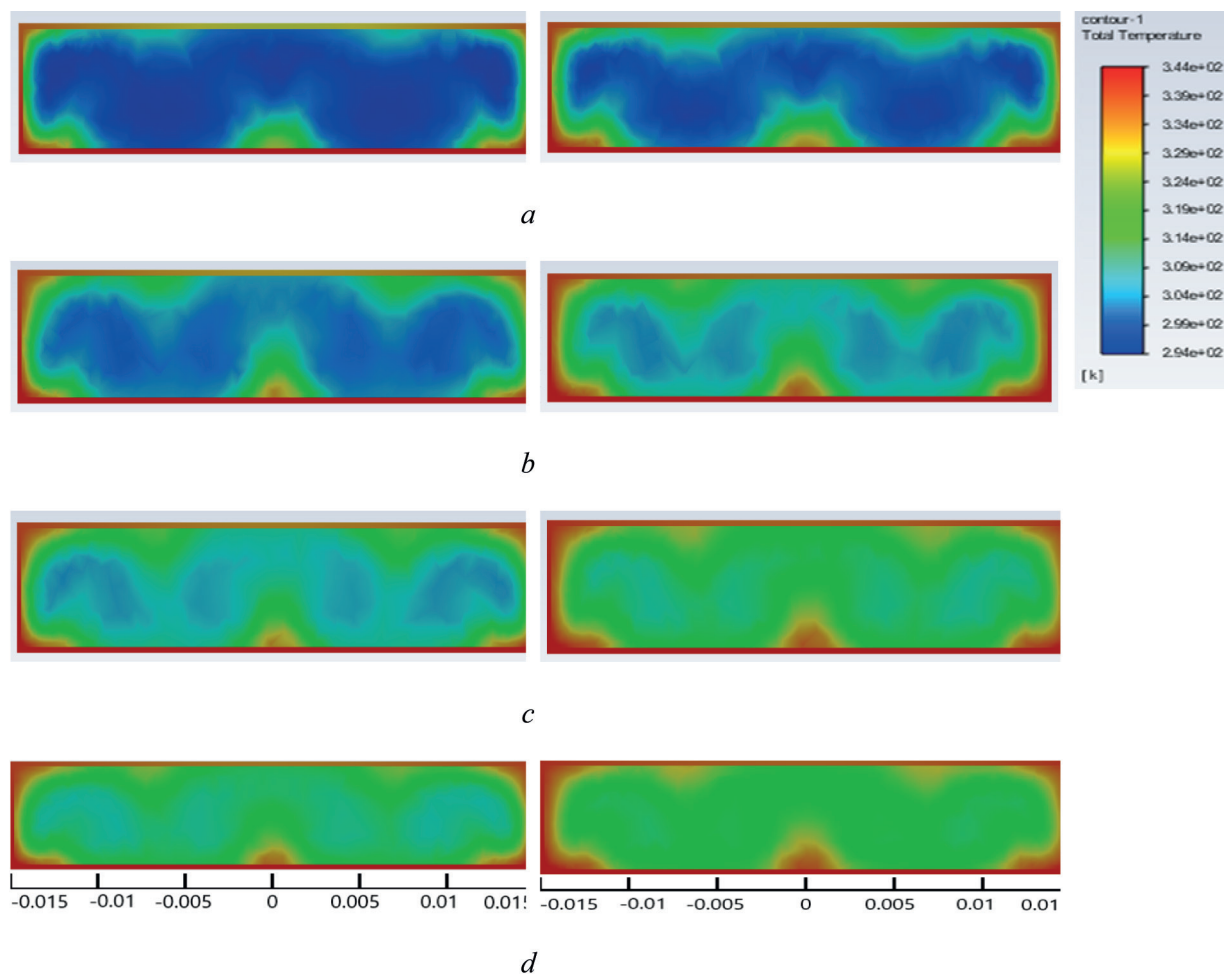 contour-1
Total Temperature
3.44e+02
3.39e+02
3.34e+02
3.29e+02
3.24e+02
3.19e+02
3.14e+02
3.09e+02
3.04e+02
2.99e+02
2.94e+02
[k]
a
b
c
-0.015 -0.01 -0.005 0 0.005 0.01 0.015
-0.015 -0.01 -0.005 0 0.005 0.01 0.01
d